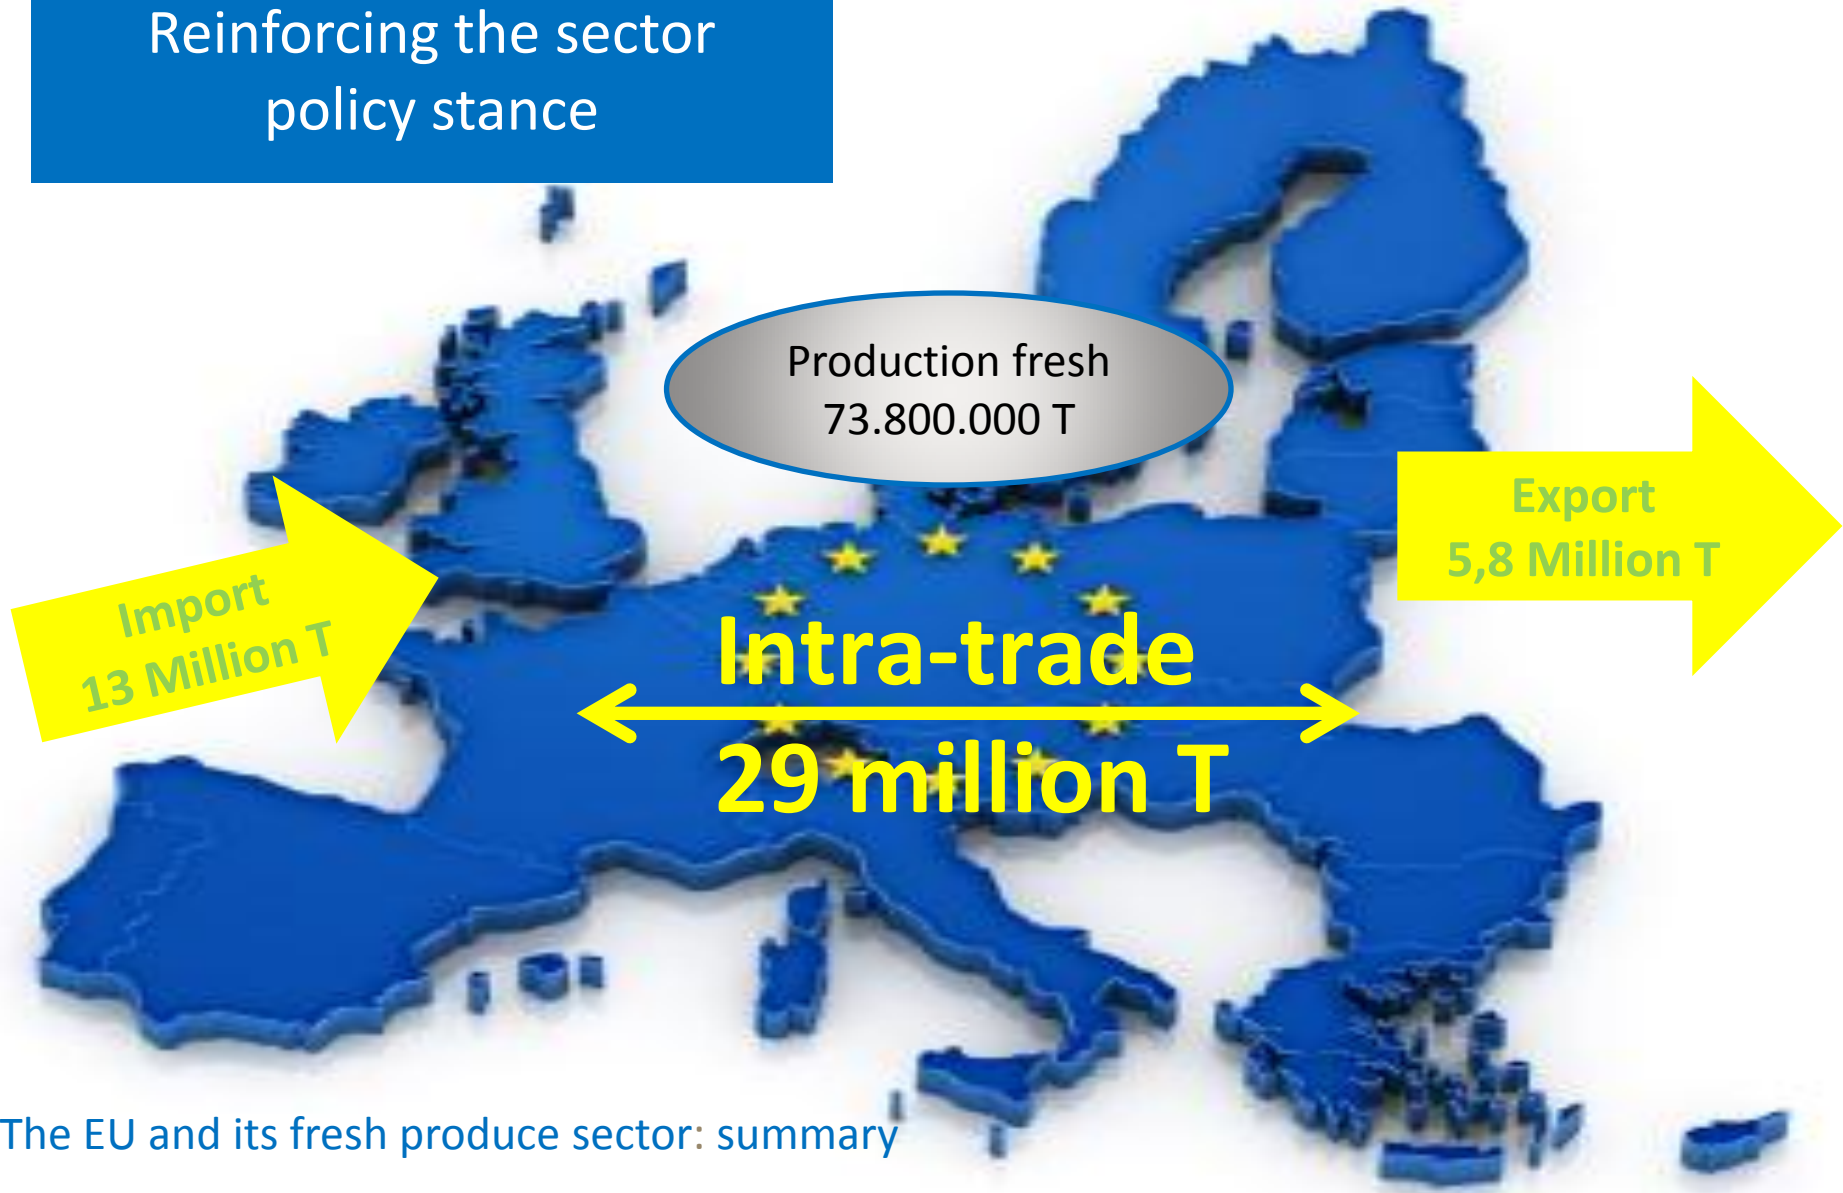 Reinforcing the sector
policy stance
Production fresh
73.800.000 T
Export
5,8 Million T
Import
13 Million T
Intra-trade
29 million T
The EU and its fresh produce sector: summary